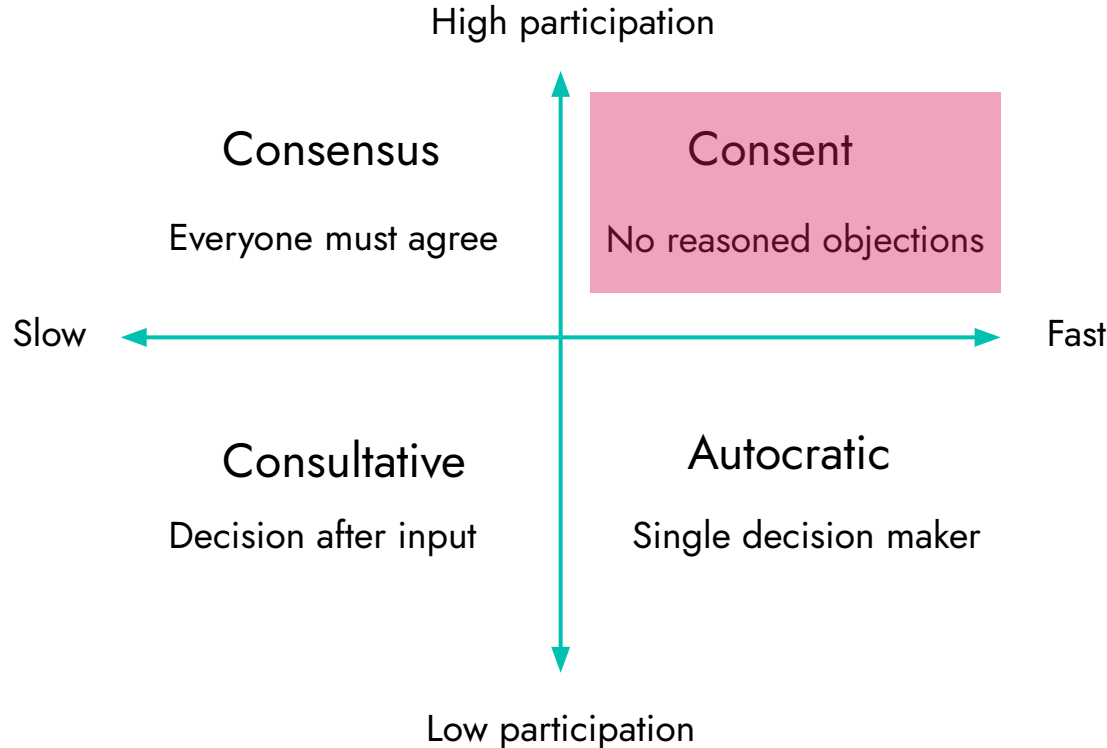 High participation
Consensus
Consent
Everyone must agree
No reasoned objections
Slow
Fast
Consultative
Autocratic
Decision after input
Single decision maker
Low participation